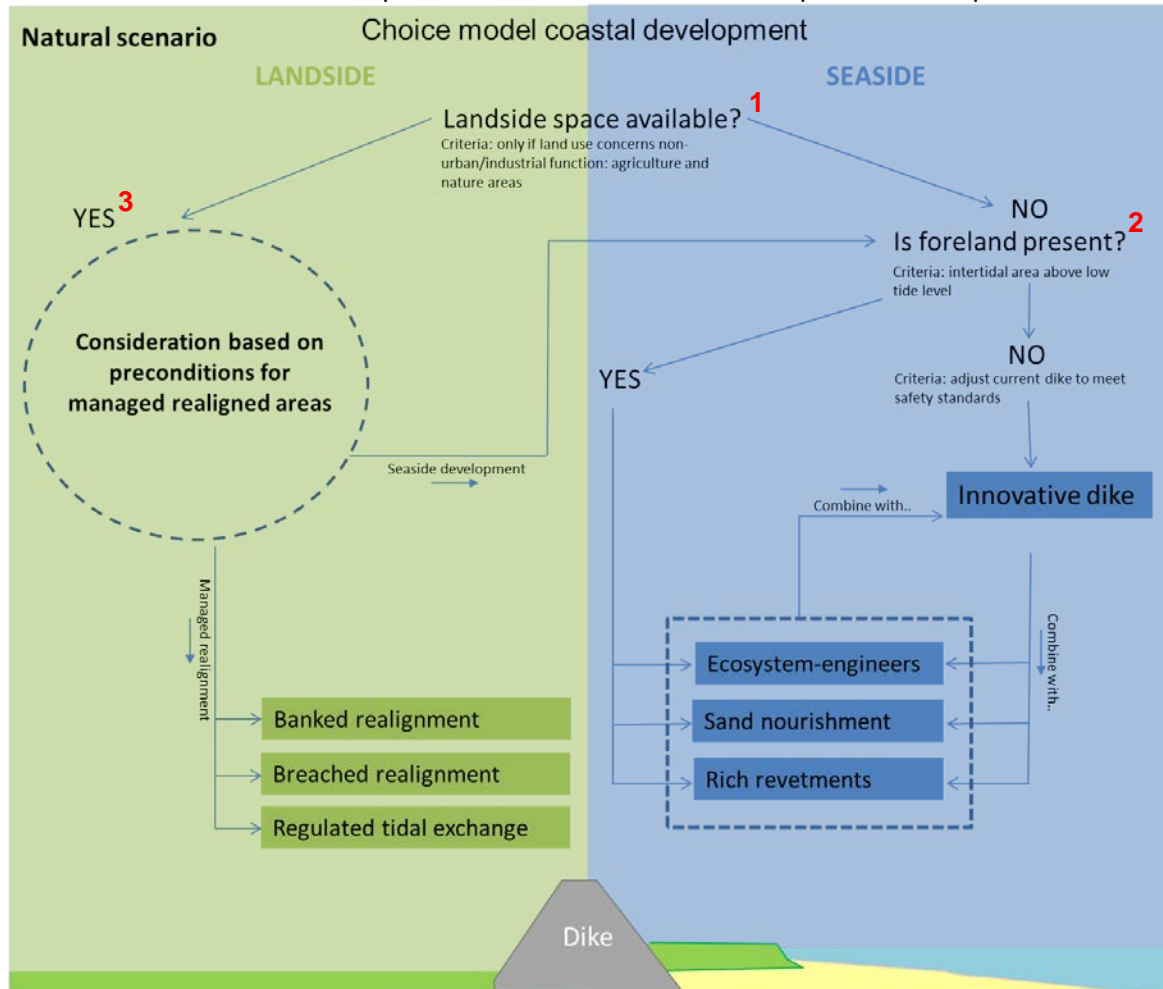 Natural scenario
Choice model coastal development
LANDSIDE
SEASIDE
Landside space available? 1
Criteria: only if land use concerns non-
urban/industrial function: agriculture and
nature areas
YES 3
NO
Is foreland present? 2
Criteria: intertidal area above low
tide level
Consideration based on
preconditions for
managed realigned areas
YES
NO
Criteria: adjust current dike to meet
safety standards
Seaside development
Combine with..
Innovative dike
Managed realignment
Combine with..
Ecosystem-engineers
Sand nourishment
Rich revetments
Banked realignment
Breached realignment
Regulated tidal exchange
Dike